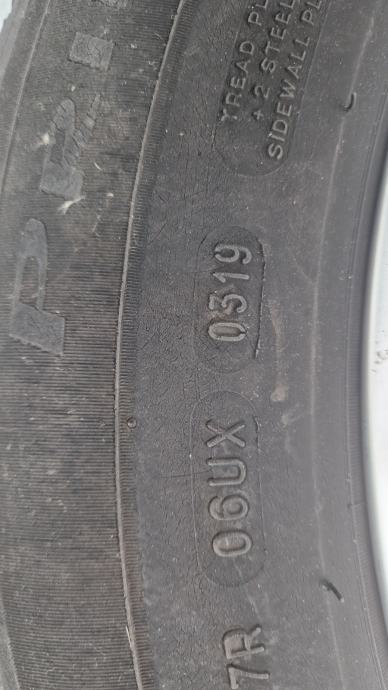 TREAD PL
+ 2 STEEL
SIDEWALL PL
7R 06UX 0319